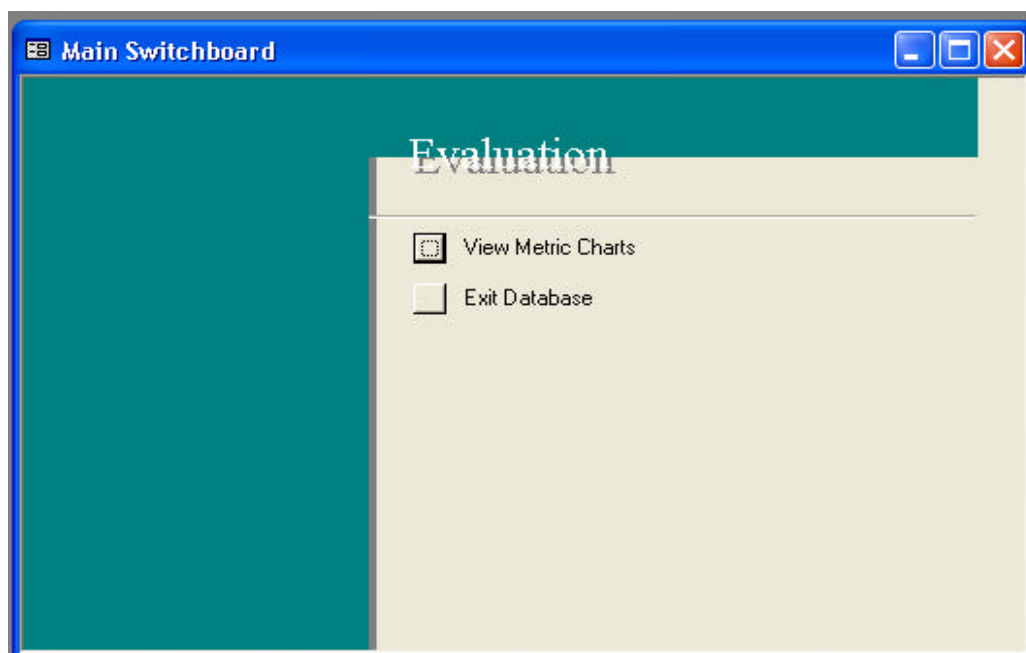 Main Switchboard
Evaluation
View Metric Charts
Exit Database